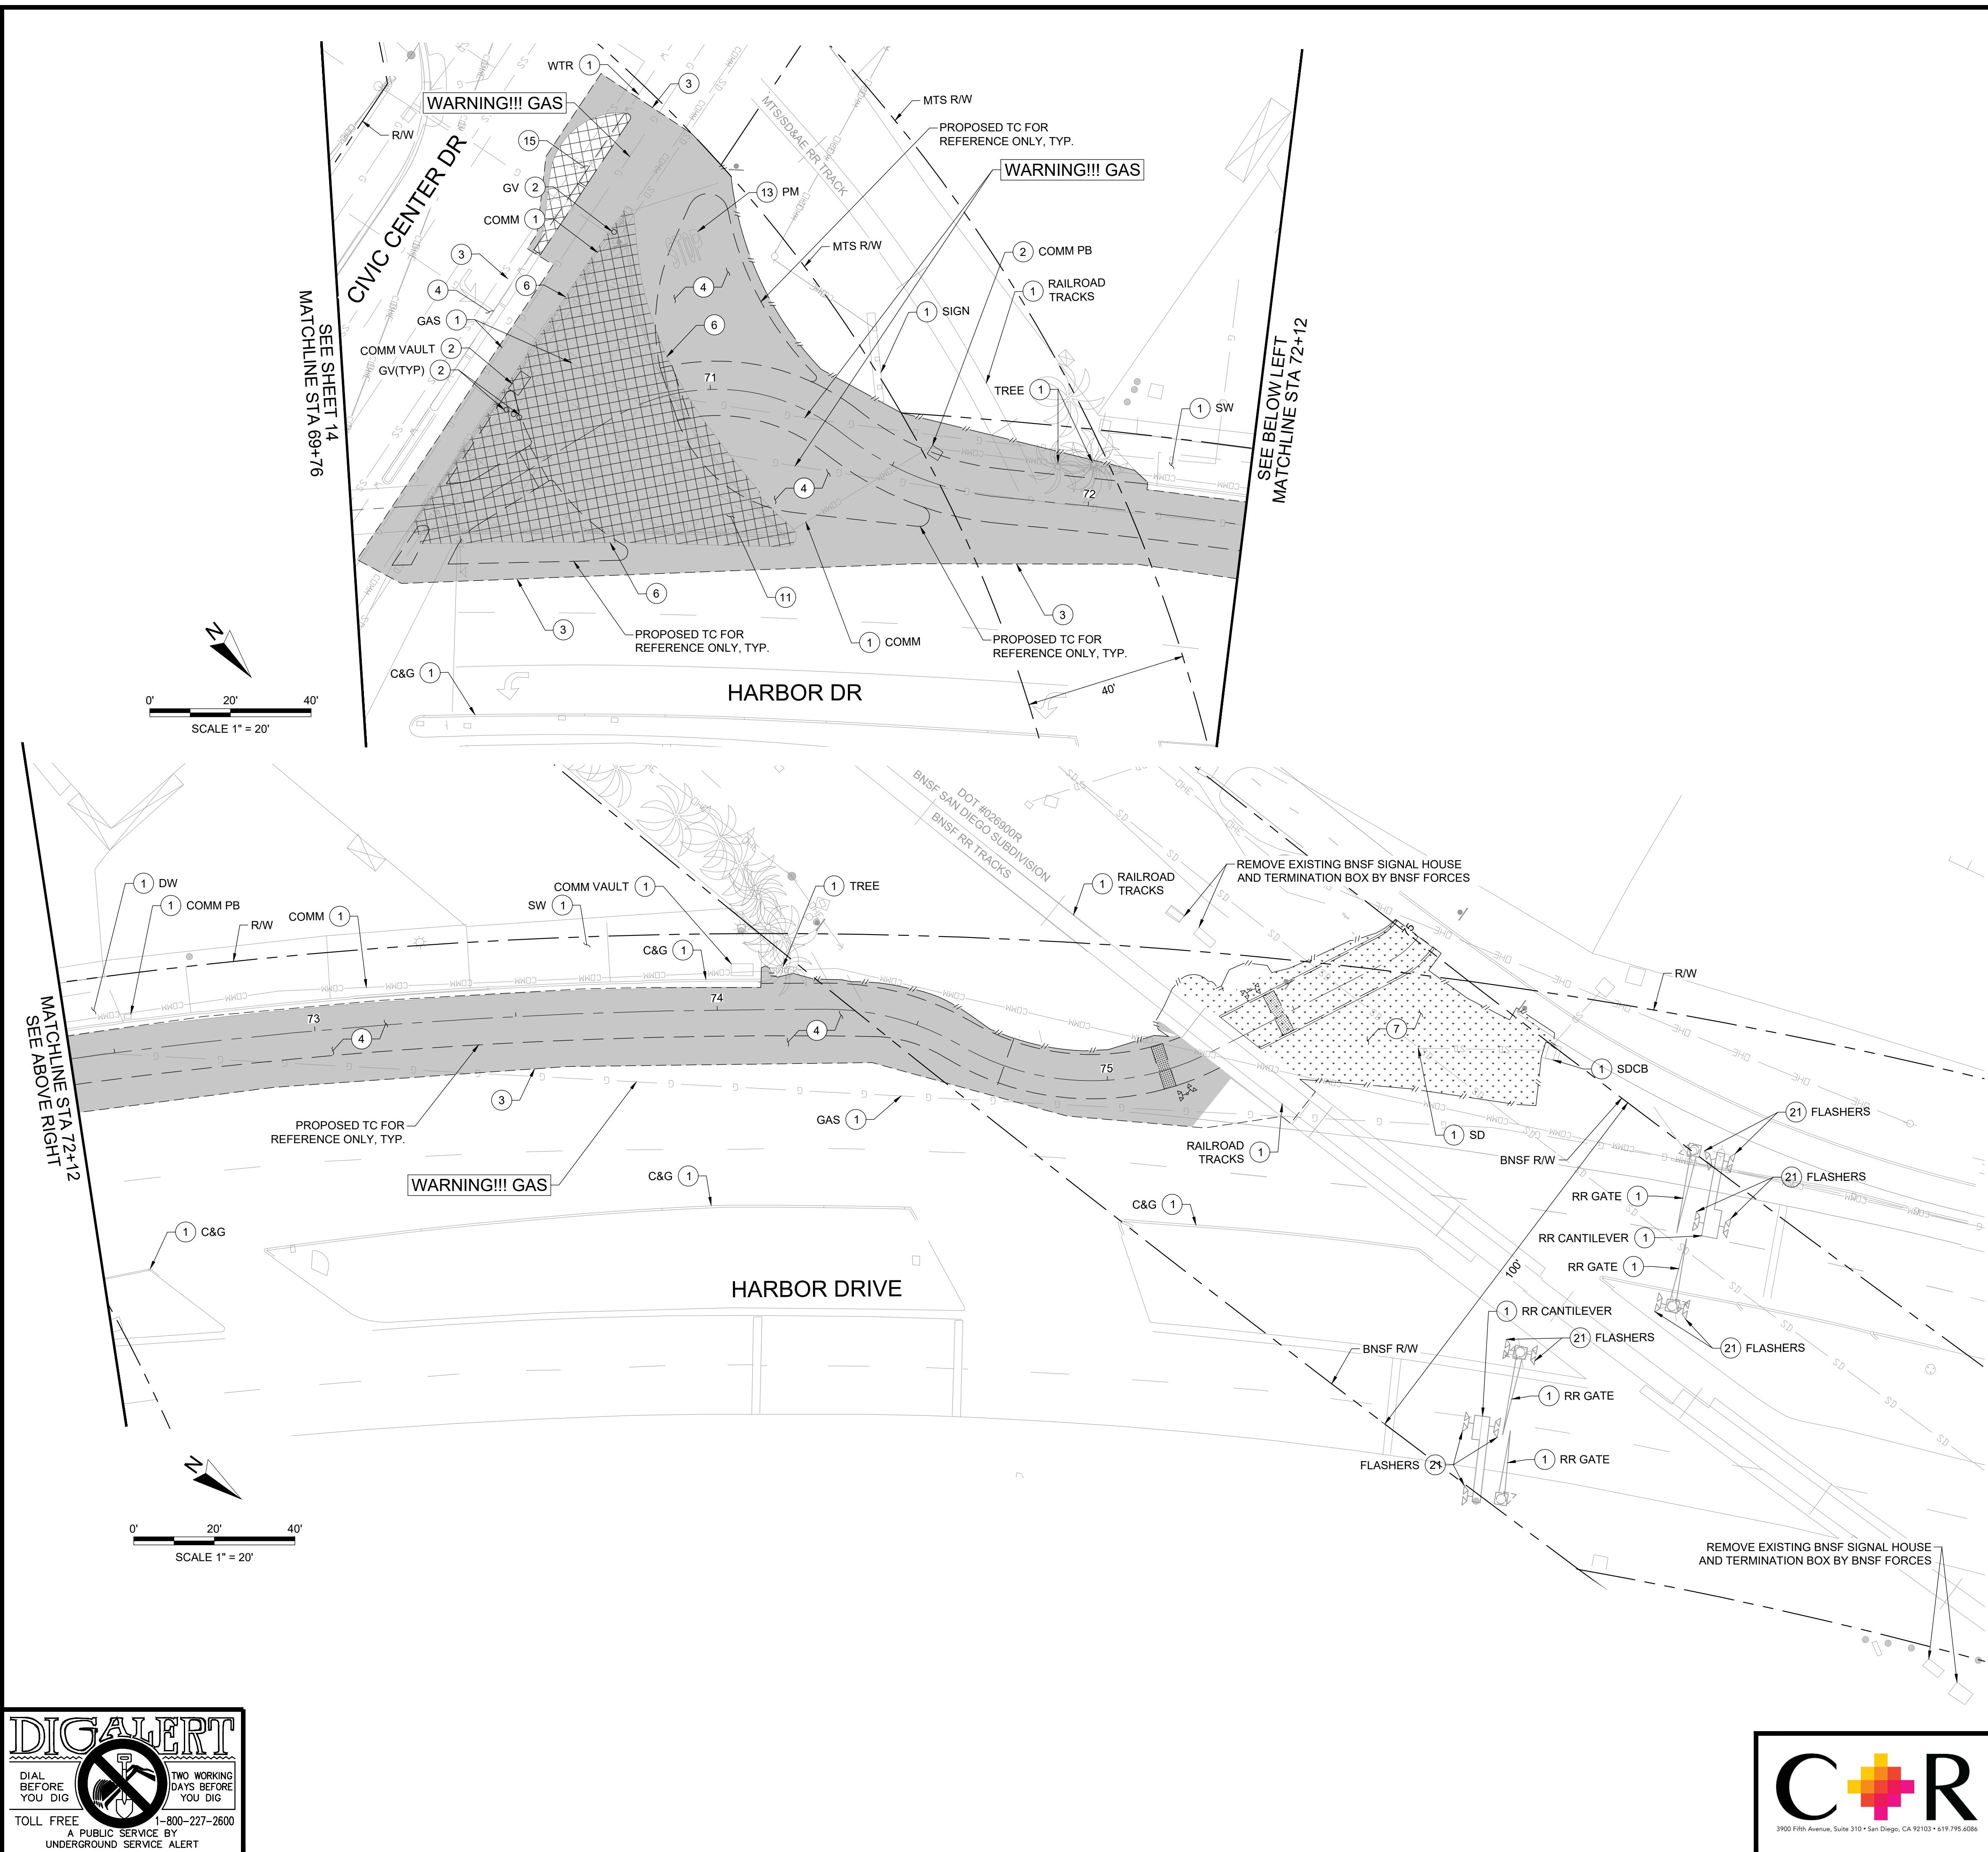 WTR 1
3
WARNING!!! GAS
R/W
15
GV 2
COMM 1
CIVIC CENTER DR
3
4
6
GAS 1
COMM VAULT 2
GV(TYP) 2
SEE SHEET 14
MATCHLINE STA 69+76
MTS R/W
PROPOSED TC FOR
REFERENCE ONLY, TYP.
MTS/SD&AE RR TRACK
WARNING!!! GAS
13 PM
STOP
MTS R/W
2 COMM PB
4
1 RAILROAD
TRACKS
1 SIGN
6
71
TREE 1
1 SW
4
72
SEE BELOW LEFT
MATCHLINE STA 72+12
6
11
3
3
PROPOSED TC FOR
REFERENCE ONLY, TYP.
1 COMM
PROPOSED TC FOR
REFERENCE ONLY, TYP.
C&G 1
HARBOR DR
40'
N
0' 20' 40'
SCALE 1" = 20'
DOT #026900R
BNSF SAN DIEGO SUBDIVISION
BNSF RR TRACKS
1 DW
1 COMM PB
R/W
COMM 1
COMM VAULT 1
SW 1
C&G 1
1 TREE
1 RAILROAD
TRACKS
REMOVE EXISTING BNSF SIGNAL HOUSE
AND TERMINATION BOX BY BNSF FORCES
75
R/W
73
4
74
4
75
7
1 SDCB
3
GAS 1
1 SD
RAILROAD
TRACKS 1
BNSF R/W
21 FLASHERS
PROPOSED TC FOR
REFERENCE ONLY, TYP.
WARNING!!! GAS
C&G 1
C&G 1
21 FLASHERS
RR GATE 1
RR CANTILEVER 1
RR GATE 1
MATCHLINE STA 72+12
SEE ABOVE RIGHT
1 C&G
HARBOR DRIVE
100'
1 RR CANTILEVER
21 FLASHERS
21 FLASHERS
BNSF R/W
1 RR GATE
FLASHERS 21
1 RR GATE
N
0' 20' 40'
SCALE 1" = 20'
REMOVE EXISTING BNSF SIGNAL HOUSE
AND TERMINATION BOX BY BNSF FORCES
DIGALERT
DIAL
BEFORE
YOU DIG
TWO WORKING
DAYS BEFORE
YOU DIG
TOLL FREE 1-800-227-2600
A PUBLIC SERVICE BY
UNDERGROUND SERVICE ALERT
C+R
3900 Fifth Avenue, Suite 310 • San Diego, CA 92103 • 619.795.6086